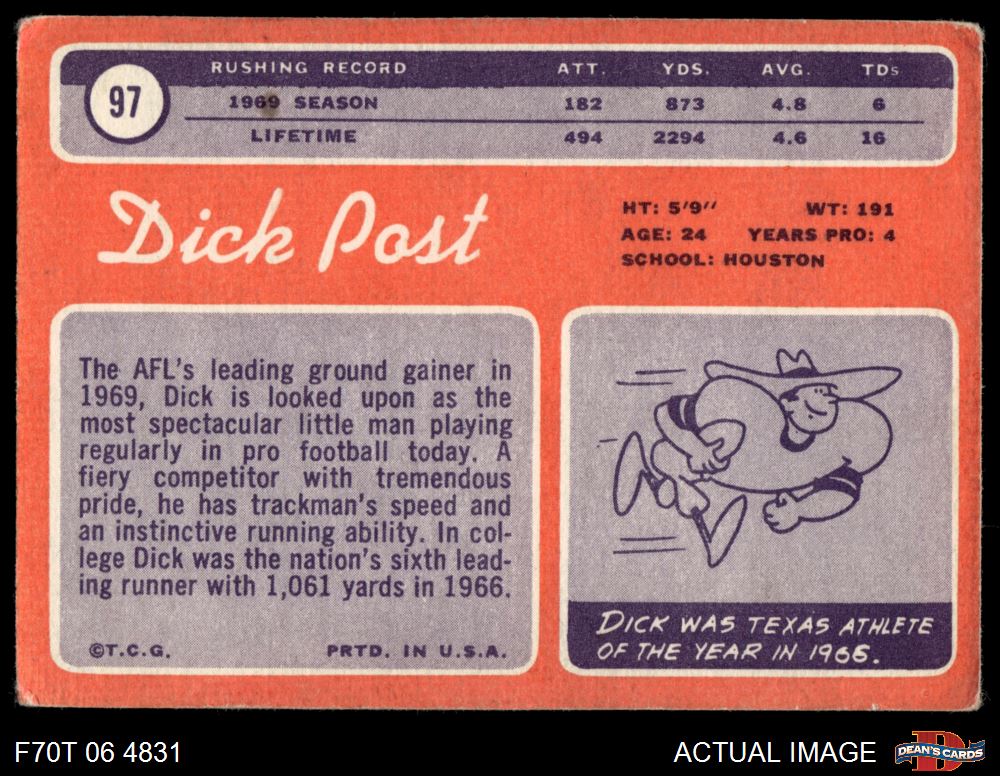 97
RUSHING RECORD ATT. YDS. AVG. TDs
1969 SEASON 182 873 4.8 6
LIFETIME 494 2294 4.6 16
Dick Post
HT: 5'9" WT: 191
AGE: 24 YEARS PRO: 4
SCHOOL: HOUSTON
The AFL's leading ground gainer in
1969, Dick is looked upon as the
most spectacular little man playing
regularly in pro football today. A
fiery competitor with tremendous
pride, he has trackman's speed and
an instinctive running ability. In col-
lege Dick was the nation's sixth lead-
ing runner with 1,061 yards in 1966.
©T.C.G. PRTD. IN U.S.A.
DICK WAS TEXAS ATHLETE
OF THE YEAR IN 1966.
F70T 06 4831
ACTUAL IMAGE
D
DEAN'S CARDS